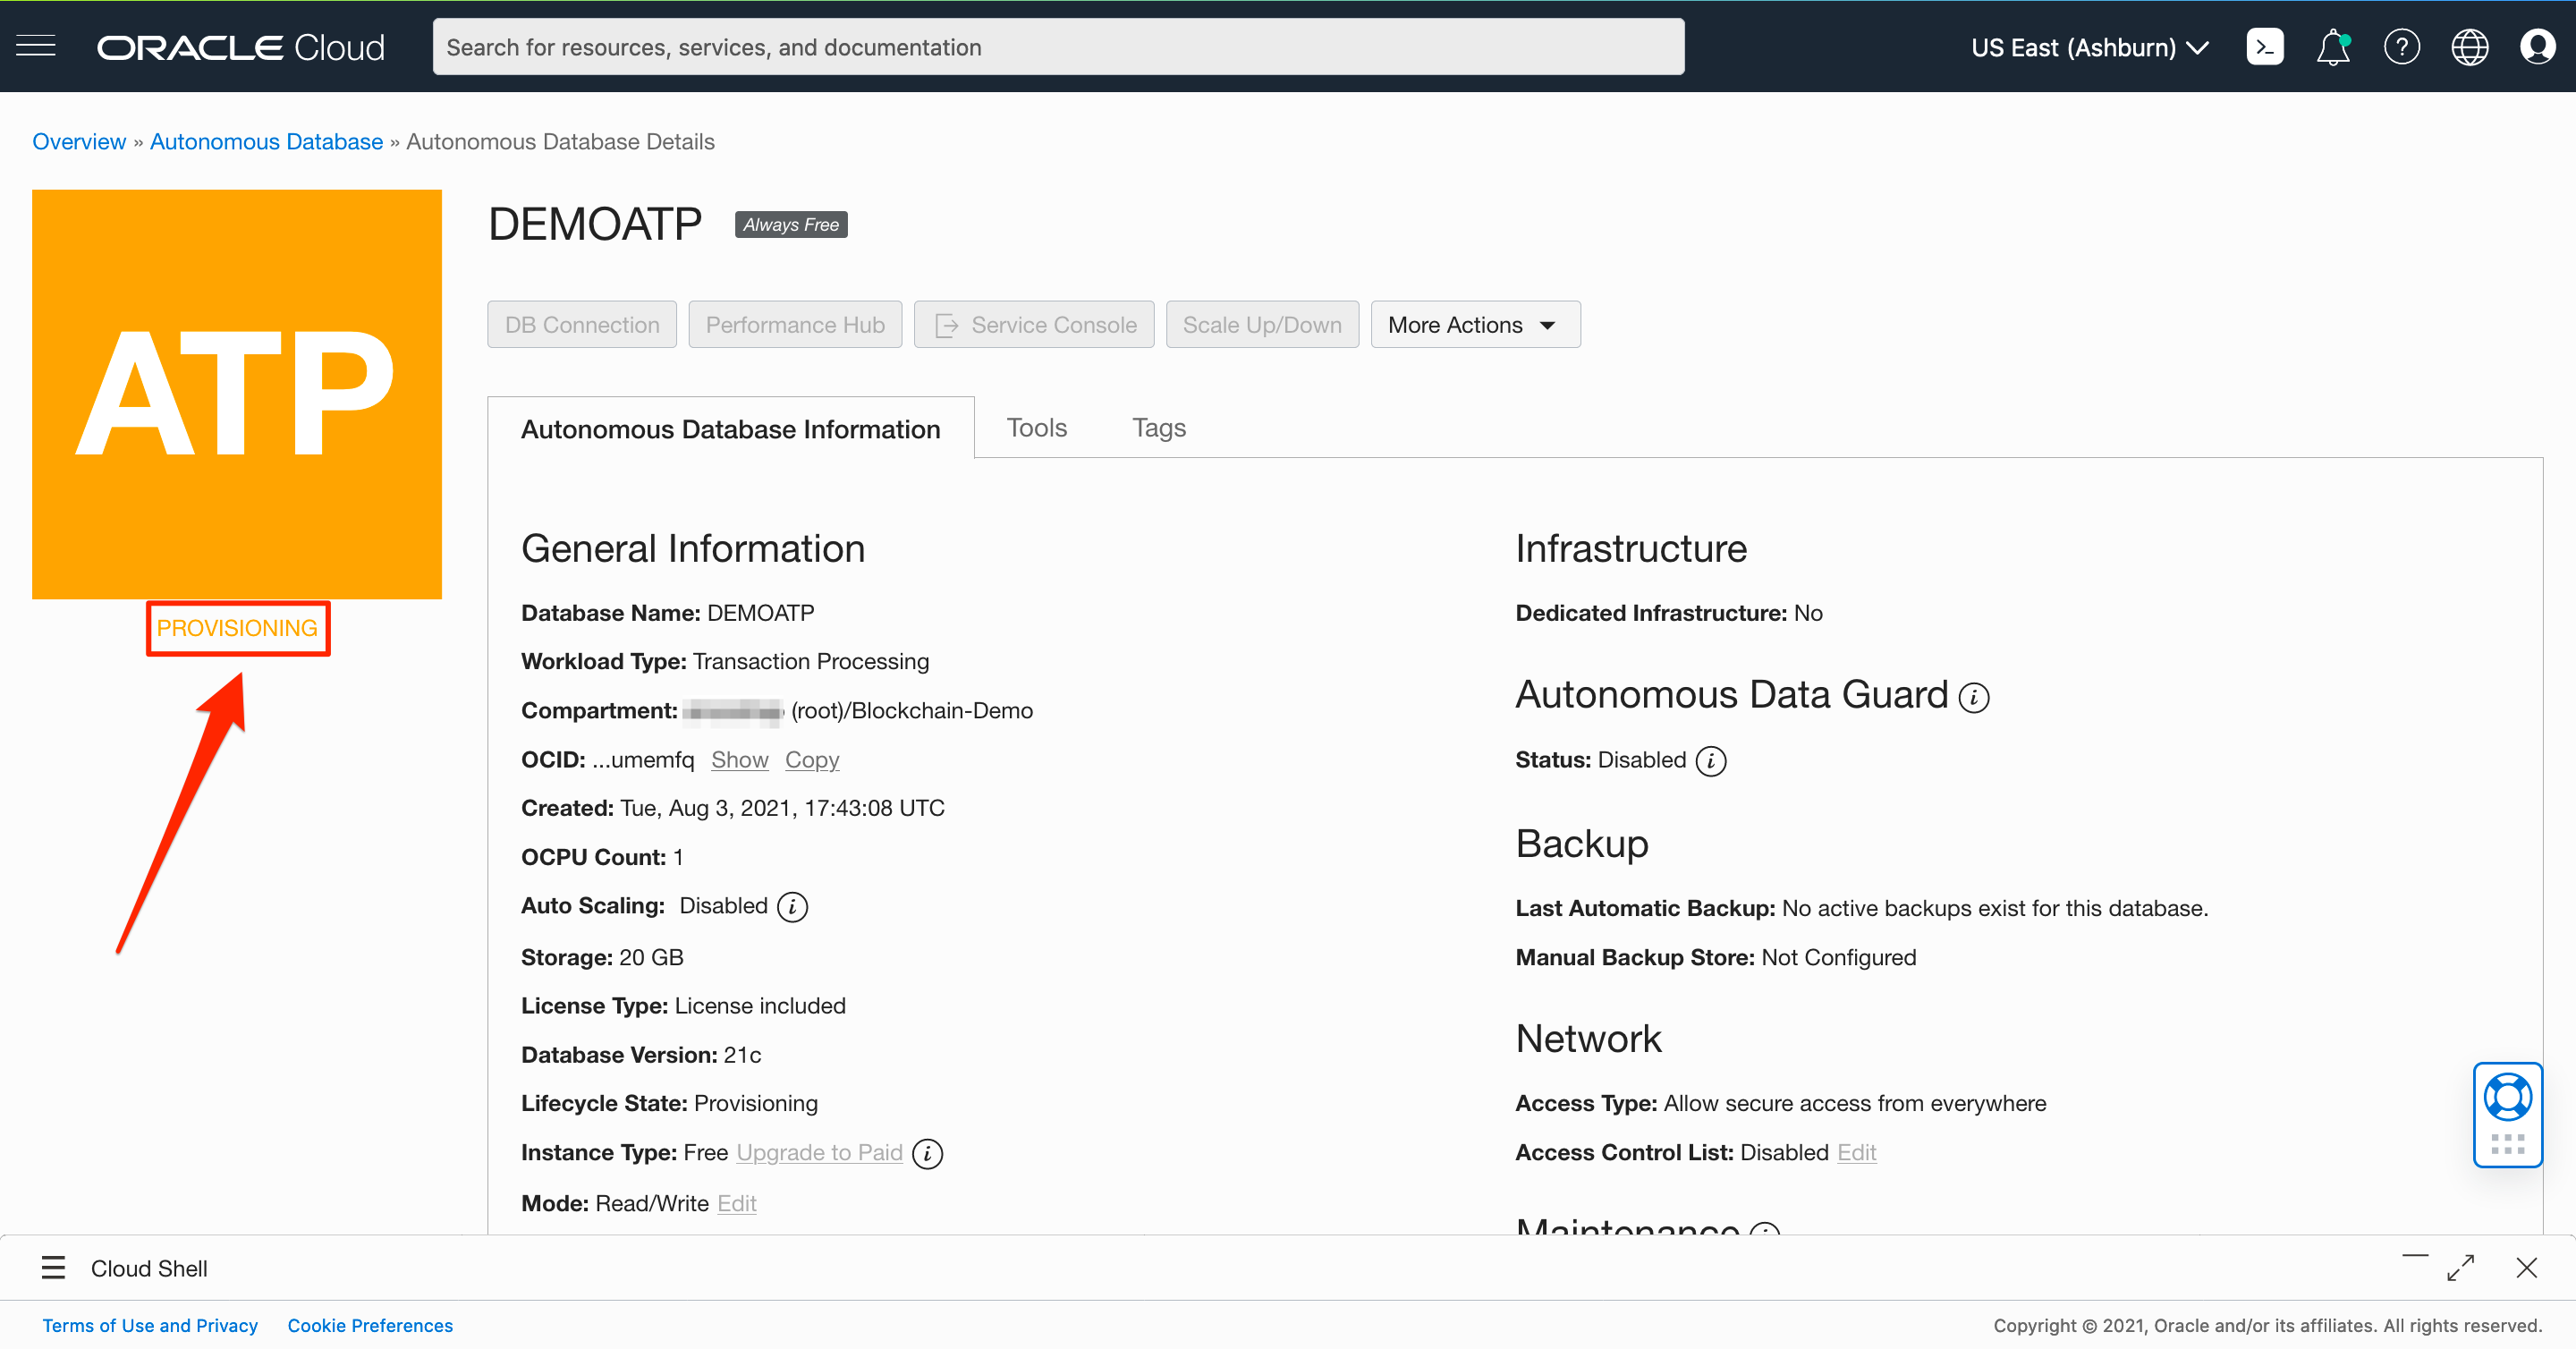 ORACLE Cloud
Search for resources, services, and documentation
US East (Ashburn)
Overview » Autonomous Database » Autonomous Database Details
ATP
PROVISIONING
DEMOATP Always Free
DB Connection Performance Hub Service Console Scale Up/Down More Actions
Autonomous Database Information Tools Tags
General Information
Database Name: DEMOATP
Workload Type: Transaction Processing
Compartment: (root)/Blockchain-Demo
OCID: ...umemfq Show Copy
Created: Tue, Aug 3, 2021, 17:43:08 UTC
OCPU Count: 1
Auto Scaling: Disabled
Storage: 20 GB
License Type: License included
Database Version: 21c
Lifecycle State: Provisioning
Instance Type: Free Upgrade to Paid
Mode: Read/Write Edit
Infrastructure
Dedicated Infrastructure: No
Autonomous Data Guard
Status: Disabled
Backup
Last Automatic Backup: No active backups exist for this database.
Manual Backup Store: Not Configured
Network
Access Type: Allow secure access from everywhere
Access Control List: Disabled Edit
Maintenance
Cloud Shell
Terms of Use and Privacy Cookie Preferences
Copyright © 2021, Oracle and/or its affiliates. All rights reserved.